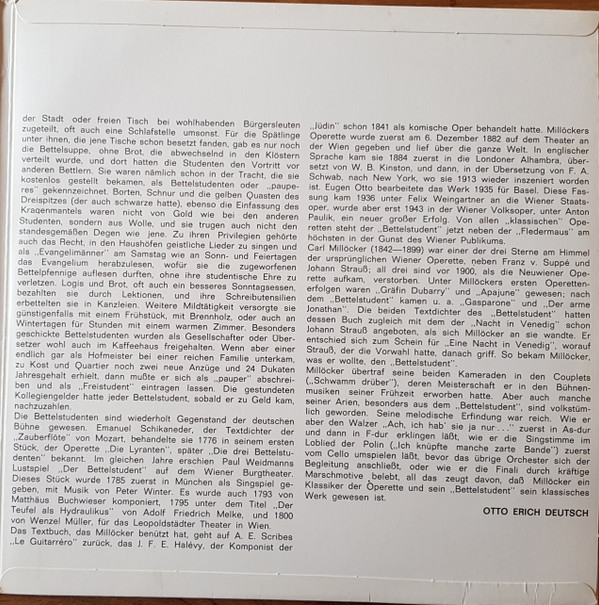 der Stadt oder freien Tisch bei wohlhabenden Bürgersleuten
zugeteilt, oft auch eine Schlafstelle umsonst. Für die Spätlinge
unter ihnen, die jene Tische schon besetzt fanden, gab es nur noch
die Bettelsuppe, ohne Brot, die abwechselnd in den Klöstern
verteilt wurde, und dort hatten die Studenten den Vortritt vor
anderen Bettlern. Sie waren nämlich schon in der Tracht, die sie
kostenlos gestellt bekamen, als Bettelstudenten oder „paupe-
res" gekennzeichnet. Borten, Schnur und die gelben Quasten des
Dreispitzes (der auch schwarze hatte), ebenso die Einfassung des
Kragenmantels waren nicht von Gold wie bei den anderen
Studenten, sondern aus Wolle, und sie trugen auch nicht den
standesgemäßen Degen wie jene. Zu ihren Privilegien gehörte
auch das Recht, in den Haushöfen geistliche Lieder zu singen und
als „Evangelimänner" am Samstag wie an Sonn- und Feiertagen
das Evangelium herabzulesen, wofür sie die zugeworfenen
Bettelpfennige auflesen durften, ohne ihre studentische Ehre zu
verletzen. Logis und Brot, oft auch ein besseres Sonntagsessen,
bezahlten sie durch Lektionen, und ihre Schreibutensilien
erbettelten sie in Kanzleien. Weitere Mildtätigkeit versorgte sie
günstigenfalls mit einem Frühstück, mit Brennholz, oder auch an
Wintertagen für Stunden mit einem warmen Zimmer. Besonders
geschickte Bettelstudenten wurden als Gesellschafter oder Über-
setzer wohl auch im Kaffeehaus freigehalten. Wenn aber einer
endlich gar als Hofmeister bei einer reichen Familie unterkam,
zu Kost und Quartier noch zwei neue Anzüge und 24 Dukaten
Jahresgehalt erhielt, dann mußte er sich als „pauper" abschrei-
ben und als „Freistudent" eintragen lassen. Die gestundeten
Kollegiengelder hatte jeder Bettelstudent, sobald er zu Geld kam,
nachzuzahlen.
Die Bettelstudenten sind wiederholt Gegenstand der deutschen
Bühne gewesen. Emanuel Schikaneder, der Textdichter der
„Zauberflöte" von Mozart, behandelte sie 1776 in seinem ersten
Stück, der Operette „Die Lyranten", später „Die drei Bettelstu-
denten" bekannt. Im gleichen Jahre erschien Paul Weidmanns
Lustspiel „Der Bettelstudent" auf dem Wiener Burgtheater.
Dieses Stück wurde 1785 zuerst in München als Singspiel ge-
geben, mit Musik von Peter Winter. Es wurde auch 1793 von
Matthäus Buchwieser komponiert, 1795 unter dem Titel „Der
Teufel als Hydraulikus" von Adolf Friedrich Melke, und 1800
von Wenzel Müller, für das Leopoldstädter Theater in Wien.
Das Textbuch, das Millöcker benützt hat, geht auf A. E. Scribes
„Le Guitarréro" zurück, das J. F. E. Halévy, der Komponist der
„Jüdin" schon 1841 als komische Oper behandelt hatte. Millöckers
Operette wurde zuerst am 6. Dezember 1882 auf dem Theater an
der Wien gegeben und lief über die ganze Welt. In englischer
Sprache kam sie 1884 zuerst in die Londoner Alhambra, über-
setzt von W. B. Kinston, und dann, in der Übersetzung von F. A.
Schwab, nach New York, wo sie 1913 wieder inszeniert worden
ist. Eugen Otto bearbeitete das Werk 1935 für Basel. Diese Fas-
sung kam 1936 unter Felix Weingartner an die Wiener Staats-
oper, wurde aber erst 1943 in der Wiener Volksoper, unter Anton
Paulik, ein neuer großer Erfolg. Von allen „klassischen" Ope-
retten steht der „Bettelstudent" jetzt neben der „Fledermaus" am
höchsten in der Gunst des Wiener Publikums.
Carl Millöcker (1842—1899) war einer der drei Sterne am Himmel
der ursprünglichen Wiener Operette, neben Franz v. Suppé und
Johann Strauß; all drei sind vor 1900, als die Neuwiener Ope-
rette aufkam, verstorben. Unter Millöckers ersten Operetten-
erfolgen waren „Gräfin Dubarry" und „Apajune" gewesen; nach
dem „Bettelstudent" kamen u. a. „Gasparone" und „Der arme
Jonathan". Die beiden Textdichter des „Bettelstudent" hatten
dessen Buch zugleich mit dem der „Nacht in Venedig" schon
Johann Strauß angeboten, als sich Millöcker an sie wandte. Er
entschied sich zum Schein für „Eine Nacht in Venedig", worauf
Strauß, der die Vorwahl hatte, danach griff. So bekam Millöcker,
was er wollte, den „Bettelstudent".
Millöcker übertraf seine beiden Kameraden in den Couplets
(„Schwamm drüber"), deren Meisterschaft er in den Bühnen-
musiken seiner Frühzeit erworben hatte. Aber auch manche
seiner Arien, besonders aus dem „Bettelstudent", sind volkstüm-
lich geworden. Seine melodische Erfindung war reich. Wie er
aber den Walzer „Ach, ich hab' sie ja nur . . ." zuerst in As-dur
und dann in F-dur erklingen läßt, wie er die Singstimme im
Loblied der Polin („Ich knüpfte manche zarte Bande") zuerst
vom Cello umspielen läßt, bevor das übrige Orchester sich der
Begleitung anschließt, oder wie er die Finali durch kräftige
Marschmotive belebt, all das zeugt davon, daß Millöcker ein
Klassiker der Operette und sein „Bettelstudent" sein klassisches
Werk gewesen ist.
OTTO ERICH DEUTSCH